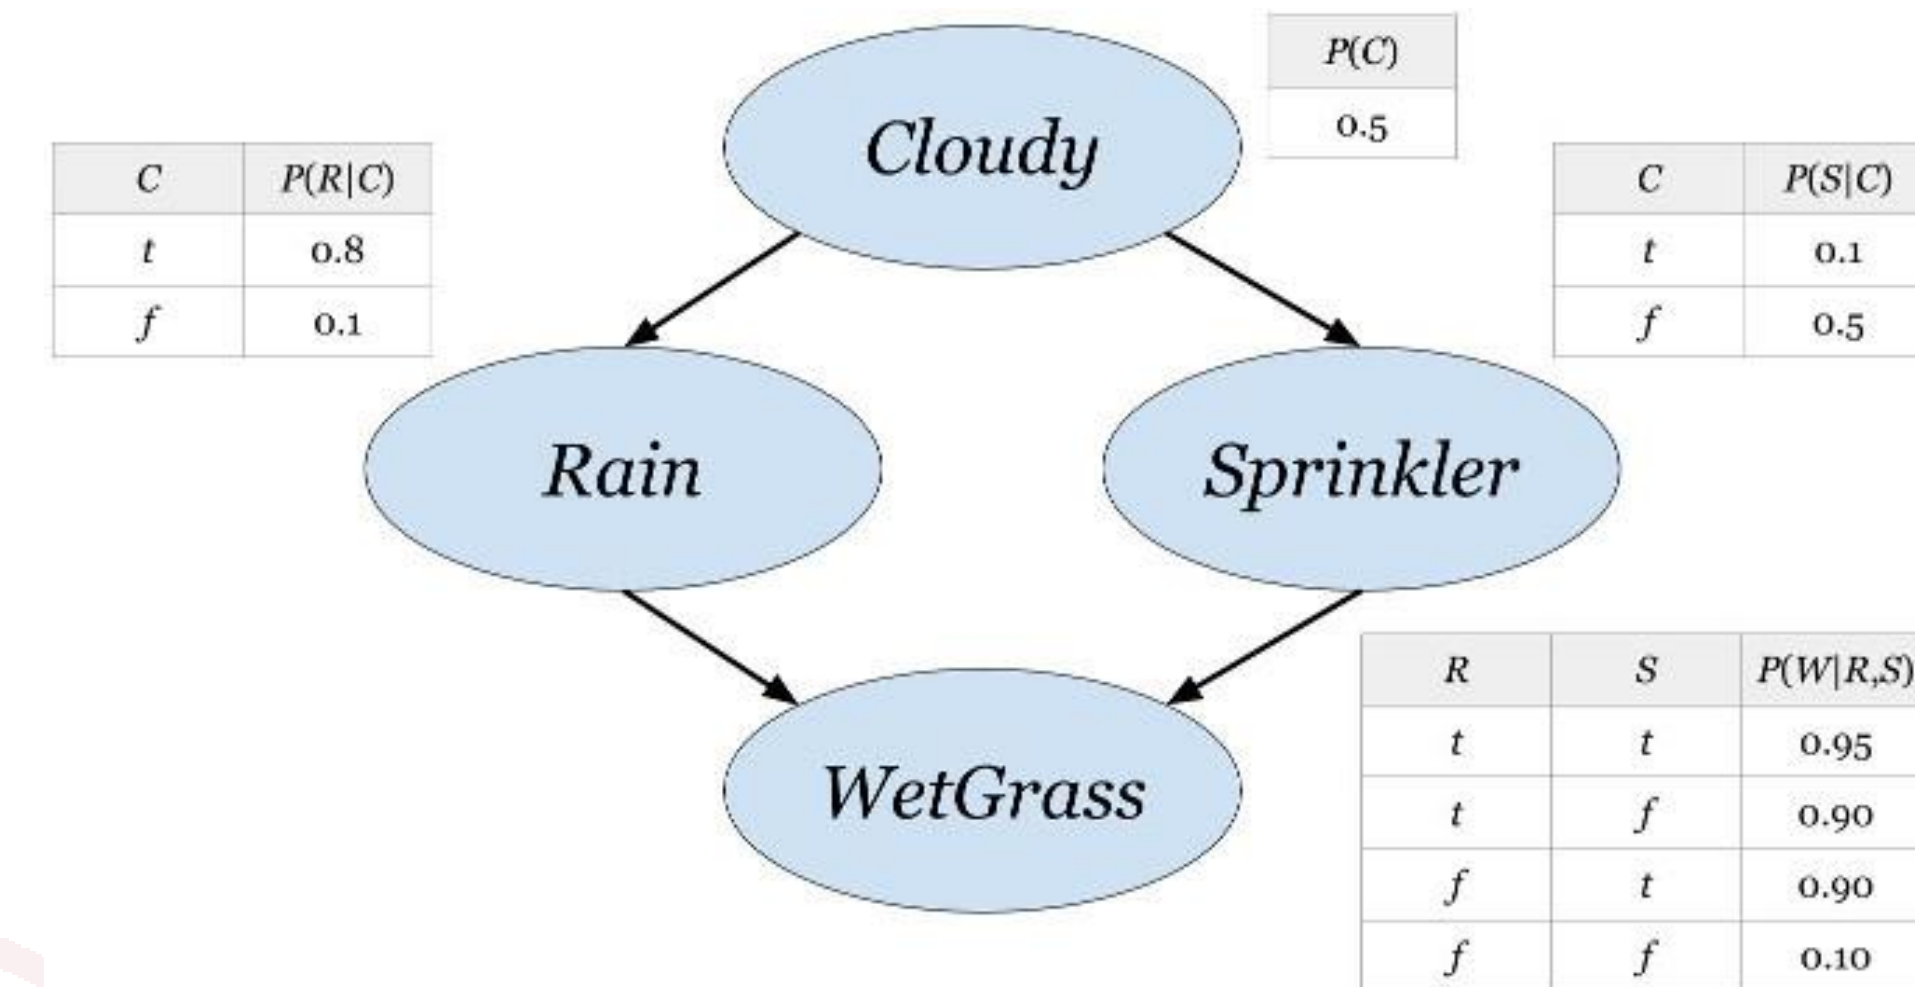 P(C)
0.5
Cloudy
C P(R|C)
t 0.8
f 0.1
C P(S|C)
t 0.1
f 0.5
Rain
Sprinkler
WetGrass
R S P(W|R,S)
t t 0.95
t f 0.90
f t 0.90
f f 0.10